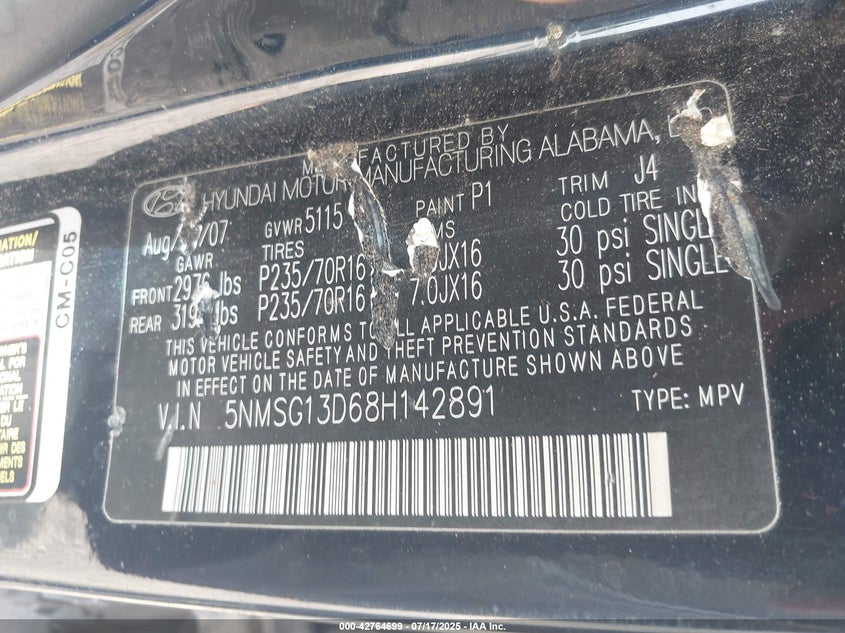 MANUFACTURED BY
HYUNDAI MOTOR MANUFACTURING ALABAMA,
Aug/ /07 GVWR 5115 PAINT P1 TRIM J4
GAWR TIRES COLD TIRE
FRONT 2976 lbs P235/70R16 JX16 30 psi SINGLE
REAR lbs P235/70R16 7.0JX16 30 psi SINGLE
THIS VEHICLE CONFORMS TO ALL APPLICABLE U.S.A. FEDERAL
MOTOR VEHICLE SAFETY AND THEFT PREVENTION STANDARDS
IN EFFECT ON THE DATE OF MANUFACTURE SHOWN ABOVE
V.I.N 5NMSG13D68H142891 TYPE: MPV
CM-C05
000-42764699 / 07/17/2025 - IAA Inc.